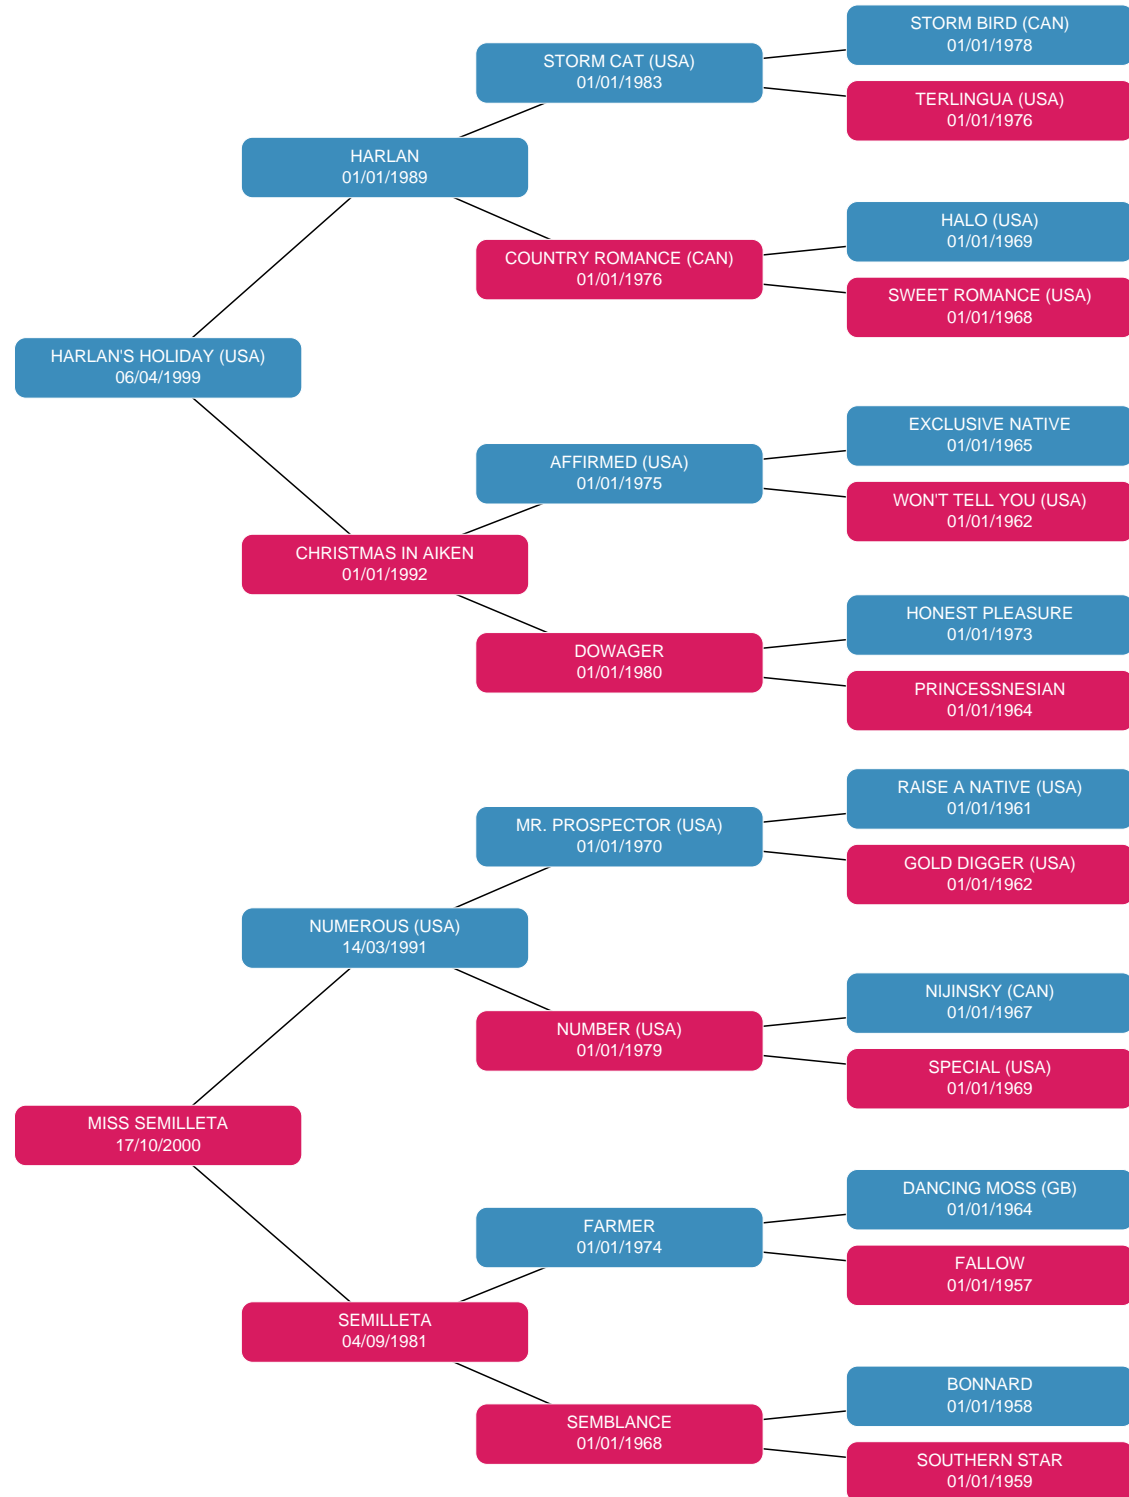 STORM BIRD (CAN)
01/01/1978
STORM CAT (USA)
01/01/1983
TERLINGUA (USA)
01/01/1976
HARLAN
01/01/1989
HALO (USA)
01/01/1969
COUNTRY ROMANCE (CAN)
01/01/1976
SWEET ROMANCE (USA)
01/01/1968
HARLAN'S HOLIDAY (USA)
06/04/1999
EXCLUSIVE NATIVE
01/01/1965
AFFIRMED (USA)
01/01/1975
WON'T TELL YOU (USA)
01/01/1962
CHRISTMAS IN AIKEN
01/01/1992
HONEST PLEASURE
01/01/1973
DOWAGER
01/01/1980
PRINCESSNESIAN
01/01/1964
RAISE A NATIVE (USA)
01/01/1961
MR. PROSPECTOR (USA)
01/01/1970
GOLD DIGGER (USA)
01/01/1962
NUMEROUS (USA)
14/03/1991
NIJINSKY (CAN)
01/01/1967
NUMBER (USA)
01/01/1979
SPECIAL (USA)
01/01/1969
MISS SEMILLETA
17/10/2000
DANCING MOSS (GB)
01/01/1964
FARMER
01/01/1974
FALLOW
01/01/1957
SEMILLETA
04/09/1981
BONNARD
01/01/1958
SEMBLANCE
01/01/1968
SOUTHERN STAR
01/01/1959